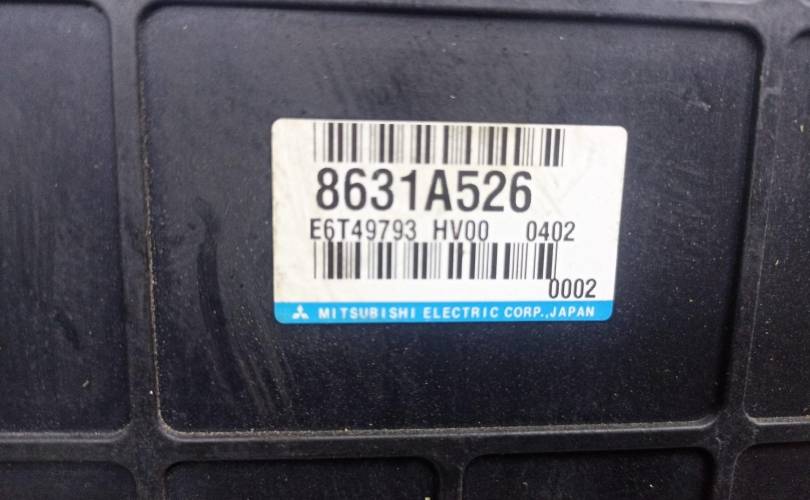 8631A526
E6T49793 HV00 0402
0002
MITSUBISHI ELECTRIC CORP.,JAPAN